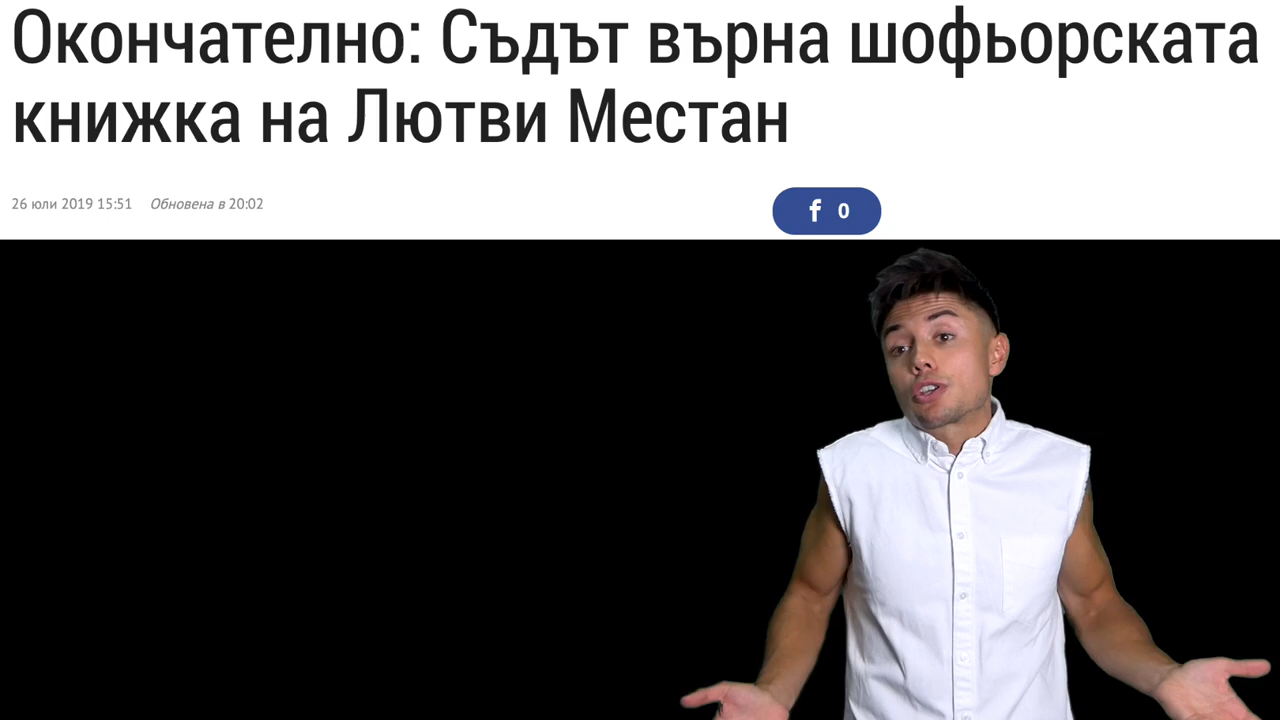 Окончателно: Съдът върна шофьорската
книжка на Лютви Местан
26 юли 2019 15:51 Обновена в 20:02
f 0